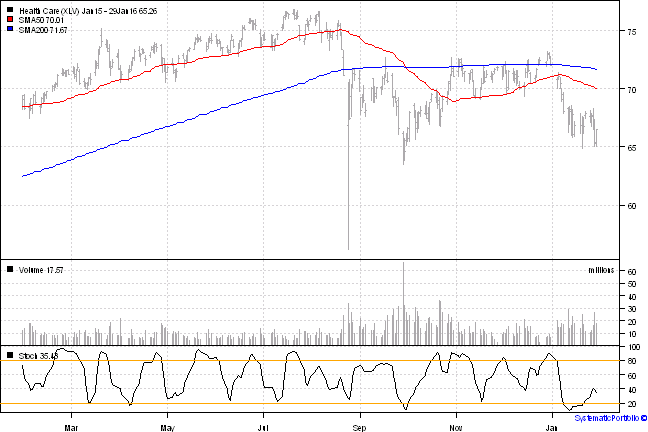 Health Care (XLV) Jan 15 - 29Jan16 65.26
SMA50 70.01
SMA200 71.67
75
70
65
60
Volume 17.57
millions
60
50
40
30
20
10
Stoch 35.43
100
80
60
40
20
Mar May Jul Sep Nov Jan
SystematicPortfolio ©